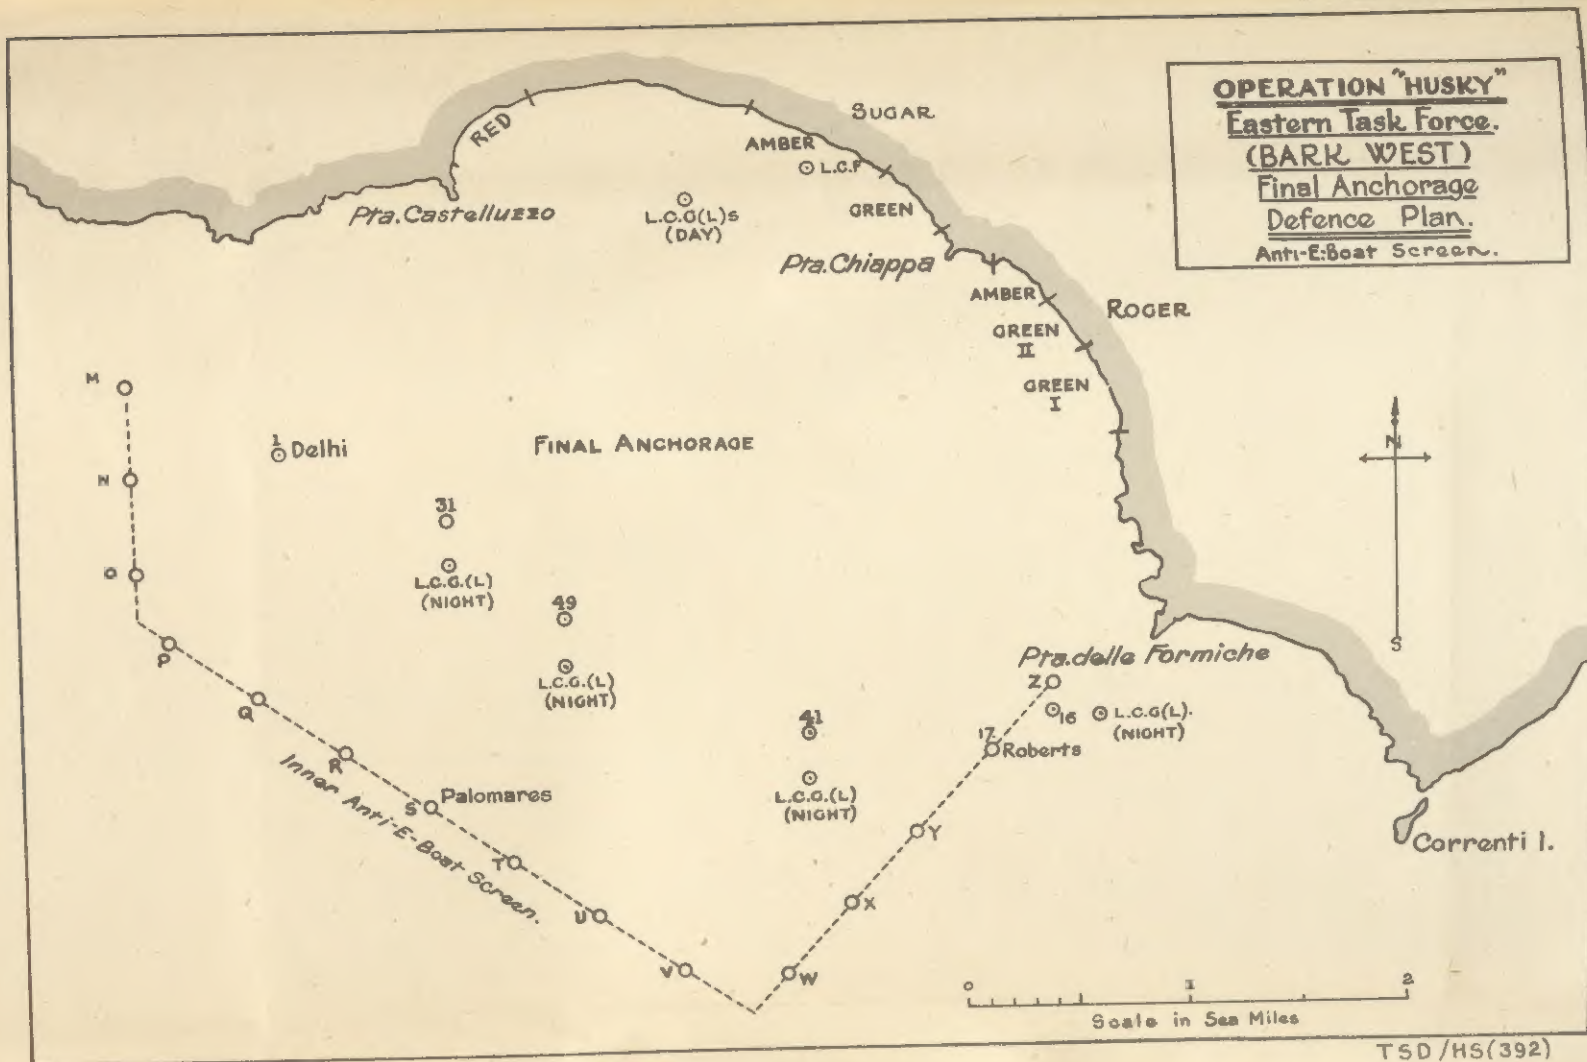 OPERATION "HUSKY"
Eastern Task Force.
(BARK WEST)
Final Anchorage
Defence Plan.
Anti-E-Boat Screen.
SUGAR
RED
AMBER
L.C.F
Pta.Castelluzzo
L.C.G(L)s
(DAY)
GREEN
Pta.Chiappa
AMBER
ROGER
GREEN
II
GREEN
I
M
1
Delhi
FINAL ANCHORAGE
N
N
31
O
L.C.G.(L)
(NIGHT)
49
S
P
Pta.delle Formiche
L.C.G.(L)
(NIGHT)
Z
Q
41
16
L.C.G(L).
(NIGHT)
17
Roberts
R
Inner Anti-E-Boat Screen.
S
Palomares
L.C.G.(L)
(NIGHT)
Y
Correnti I.
T
X
U
V
W
0
1
2
Scale in Sea Miles
TSD/HS(392)